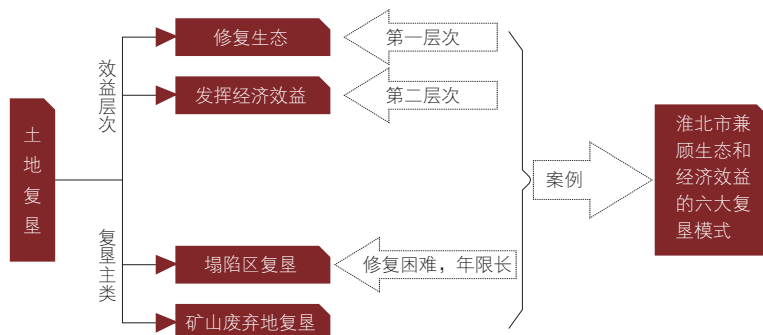 土地复垦
效益层次
复垦主类
修复生态
第一层次
发挥经济效益
第二层次
塌陷区复垦
修复困难，年限长
矿山废弃地复垦
案例
淮北市兼
顾生态和
经济效益
的六大复
垦模式